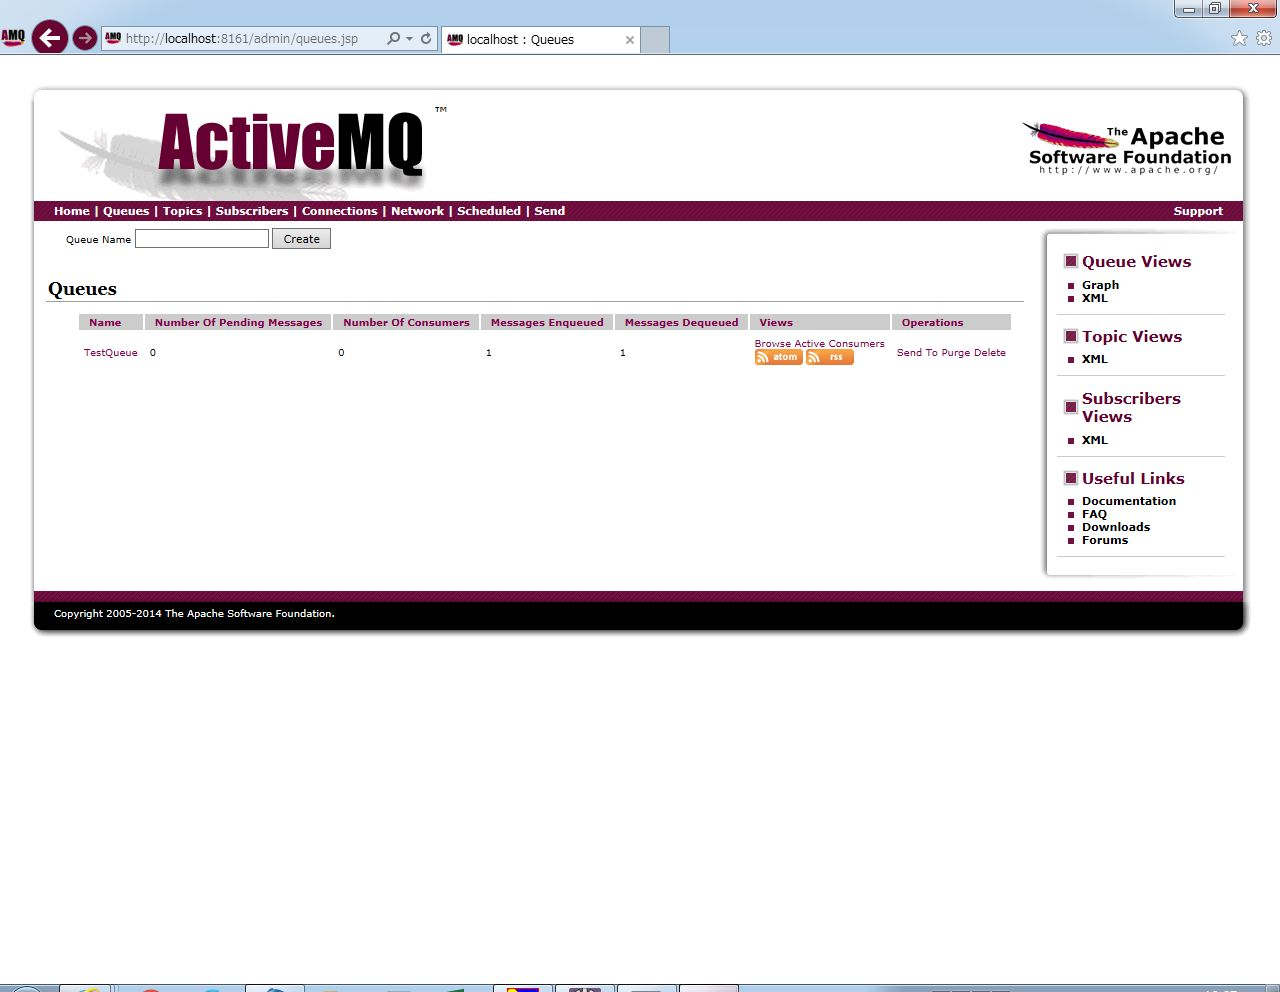 AMQ
AMQ http://localhost:8161/admin/queues.jsp
AMQ localhost : Queues
ActiveMQ ™
The Apache
Software Foundation
http://www.apache.org/
Home | Queues | Topics | Subscribers | Connections | Network | Scheduled | Send
Support
Queue Name
Create
Queues
Name Number Of Pending Messages Number Of Consumers Messages Enqueued Messages Dequeued Views Operations
TestQueue 0 0 1 1 Browse Active Consumers Send To Purge Delete
atom rss
Queue Views
Graph
XML
Topic Views
XML
Subscribers
Views
XML
Useful Links
Documentation
FAQ
Downloads
Forums
Copyright 2005-2014 The Apache Software Foundation.